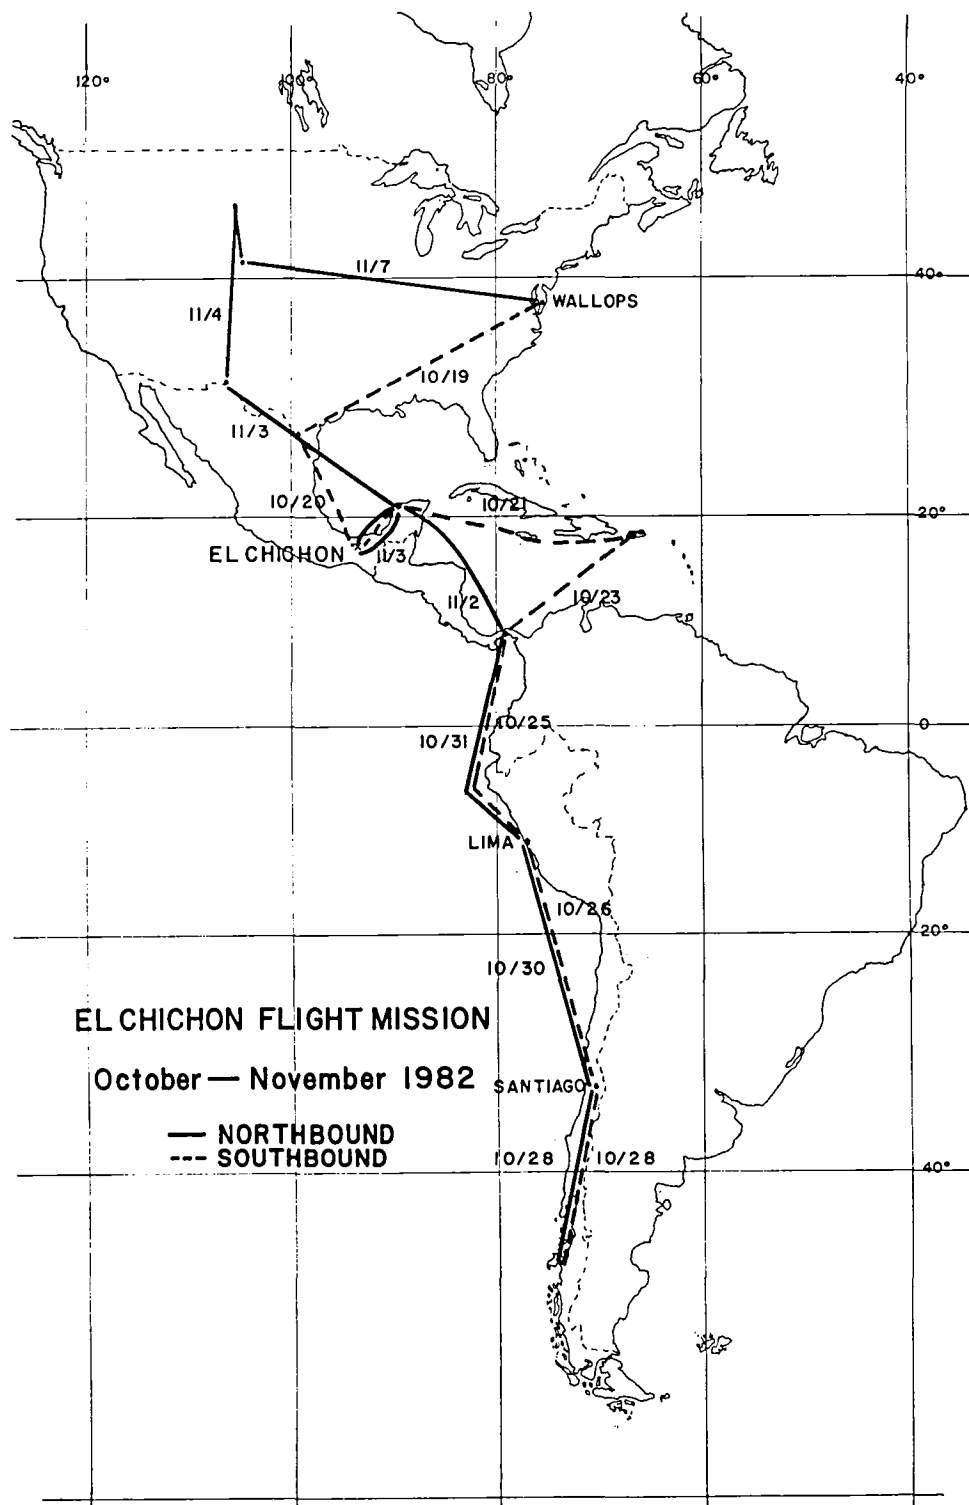 120° 100° 80° 60° 40°
11/7
40°
WALLOPS
11/4
10/19
11/3
10/20
10/21
20°
EL CHICHON
11/3
11/2
10/23
10/25
0
10/31
LIMA
10/26
20°
10/30
EL CHICHON FLIGHT MISSION
October — November 1982
SANTIAGO
NORTHBOUND
SOUTHBOUND
10/28
10/28
40°